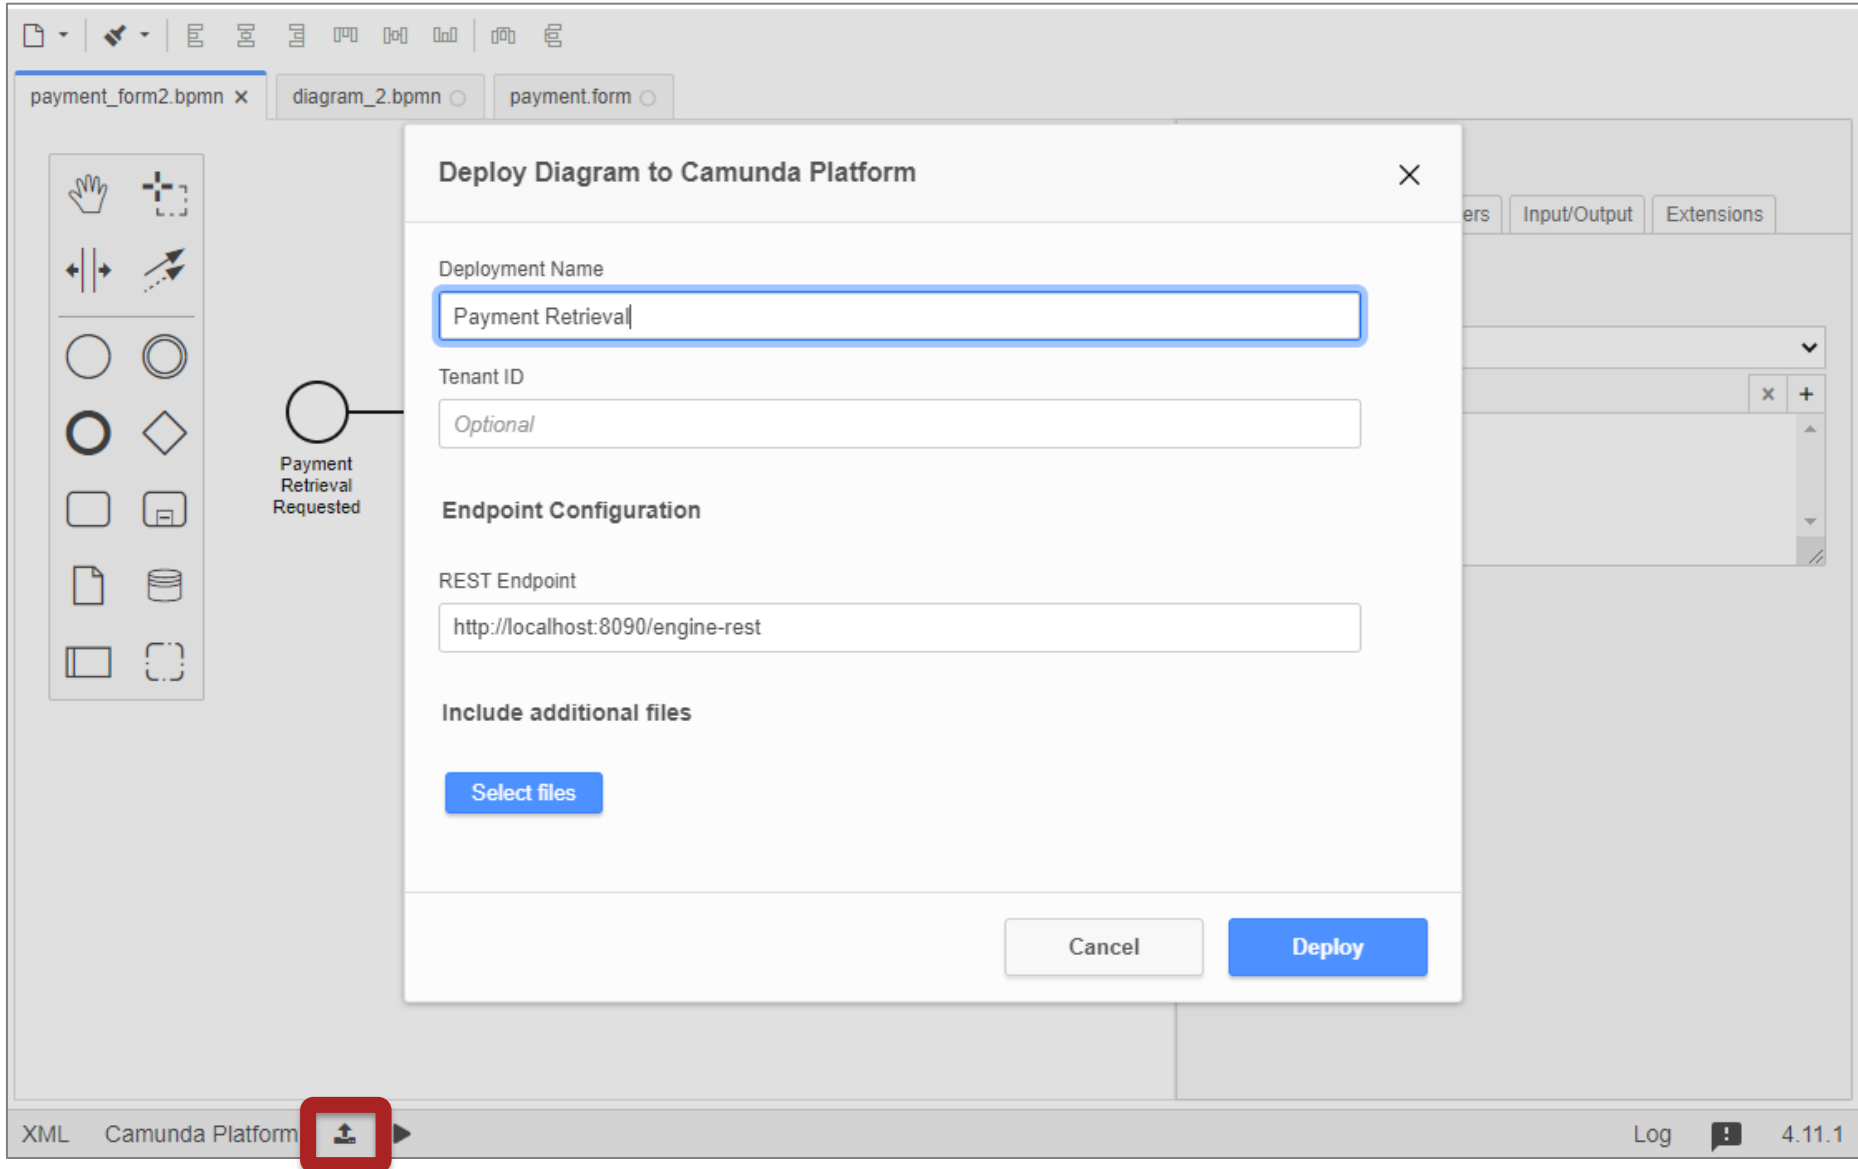 payment_form2.bpmn
diagram_2.bpmn
payment.form
Deploy Diagram to Camunda Platform
ers
Input/Output
Extensions
Deployment Name
Payment Retrieval
Tenant ID
Optional
Payment
Retrieval
Requested
Endpoint Configuration
REST Endpoint
http://localhost:8090/engine-rest
Include additional files
Select files
Cancel
Deploy
XML
Camunda Platform
Log
4.11.1